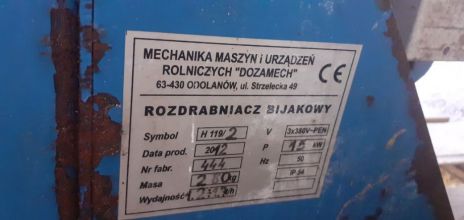 MECHANIKA MASZYN i URZĄDZEŃ
ROLNICZYCH "DOZAMECH"
63-430 ODOLANÓW, ul. Strzelecka 49
CE
ROZDRABNIACZ BIJAKOWY
Symbol H 119/2 V 3x380V-PEN
Data prod. 2012 P 15 kW
Nr fabr. 444 Hz 50
Masa 260kg IP 54
Wydajność t/h